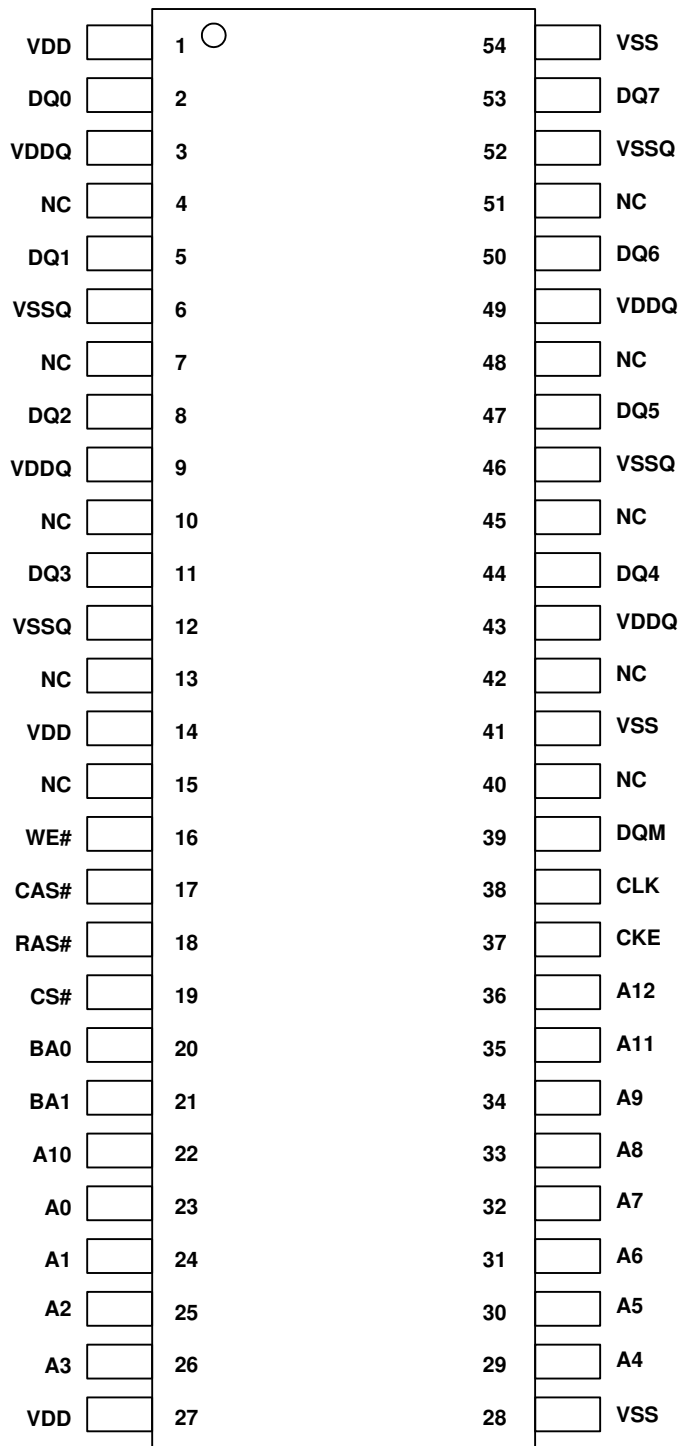 VDD 1 54 VSS
DQ0 2 53 DQ7
VDDQ 3 52 VSSQ
NC 4 51 NC
DQ1 5 50 DQ6
VSSQ 6 49 VDDQ
NC 7 48 NC
DQ2 8 47 DQ5
VDDQ 9 46 VSSQ
NC 10 45 NC
DQ3 11 44 DQ4
VSSQ 12 43 VDDQ
NC 13 42 NC
VDD 14 41 VSS
NC 15 40 NC
WE# 16 39 DQM
CAS# 17 38 CLK
RAS# 18 37 CKE
CS# 19 36 A12
BA0 20 35 A11
BA1 21 34 A9
A10 22 33 A8
A0 23 32 A7
A1 24 31 A6
A2 25 30 A5
A3 26 29 A4
VDD 27 28 VSS